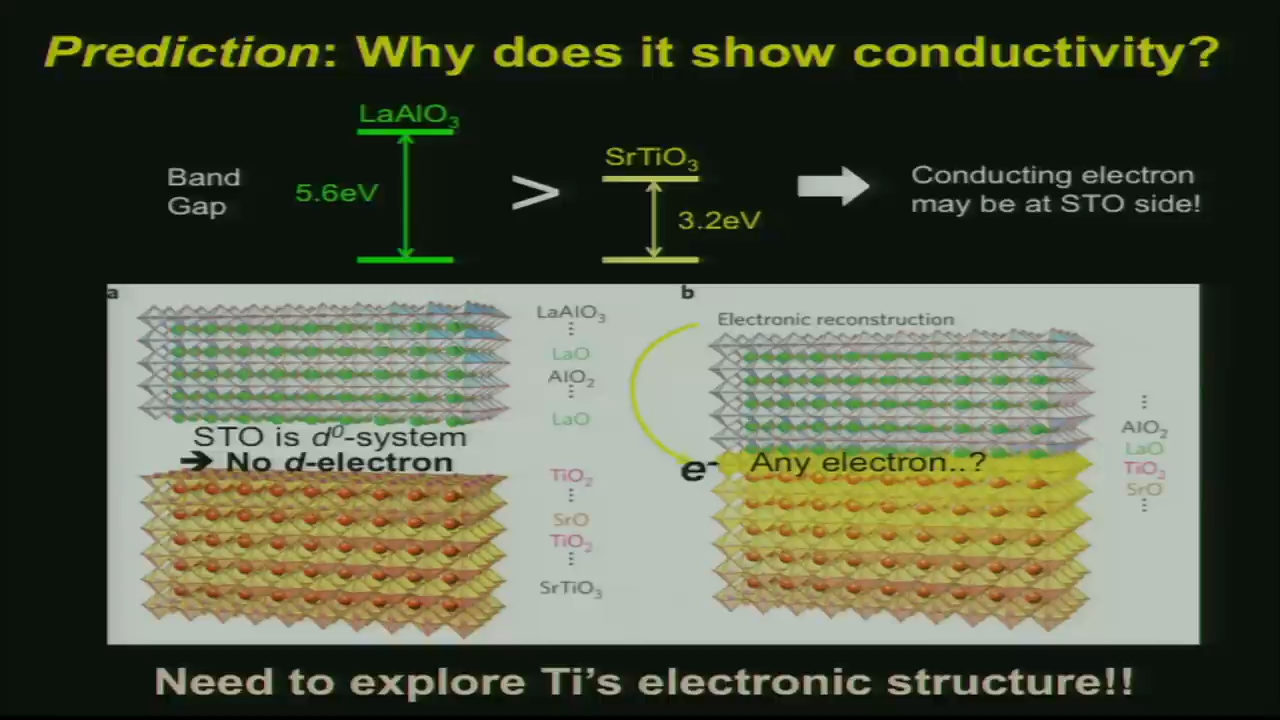 Prediction: Why does it show conductivity?
LaAlO3
SrTiO3
Band
Gap
5.6eV
>
3.2eV
Conducting electron
may be at STO side!
a
LaAlO3
⋮
LaO
AlO2
⋮
LaO
STO is d0-system
→ No d-electron
TiO2
⋮
SrO
TiO2
⋮
SrTiO3
b
Electronic reconstruction
e- Any electron..?
⋮
AlO2
LaO
TiO2
SrO
⋮
Need to explore Ti's electronic structure!!